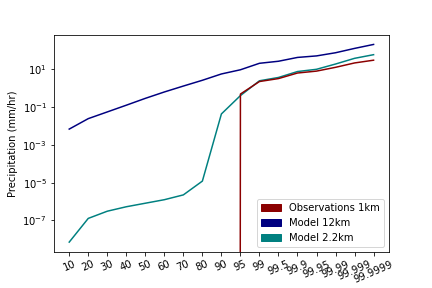 Precipitation (mm/hr)
10¹
10⁻¹
10⁻³
10⁻⁵
10⁻⁷
10 20 30 40 50 60 70 80 90 95 99 99.5 99.9 99.95 99.99 99.999 99.9999
Observations 1km
Model 12km
Model 2.2km